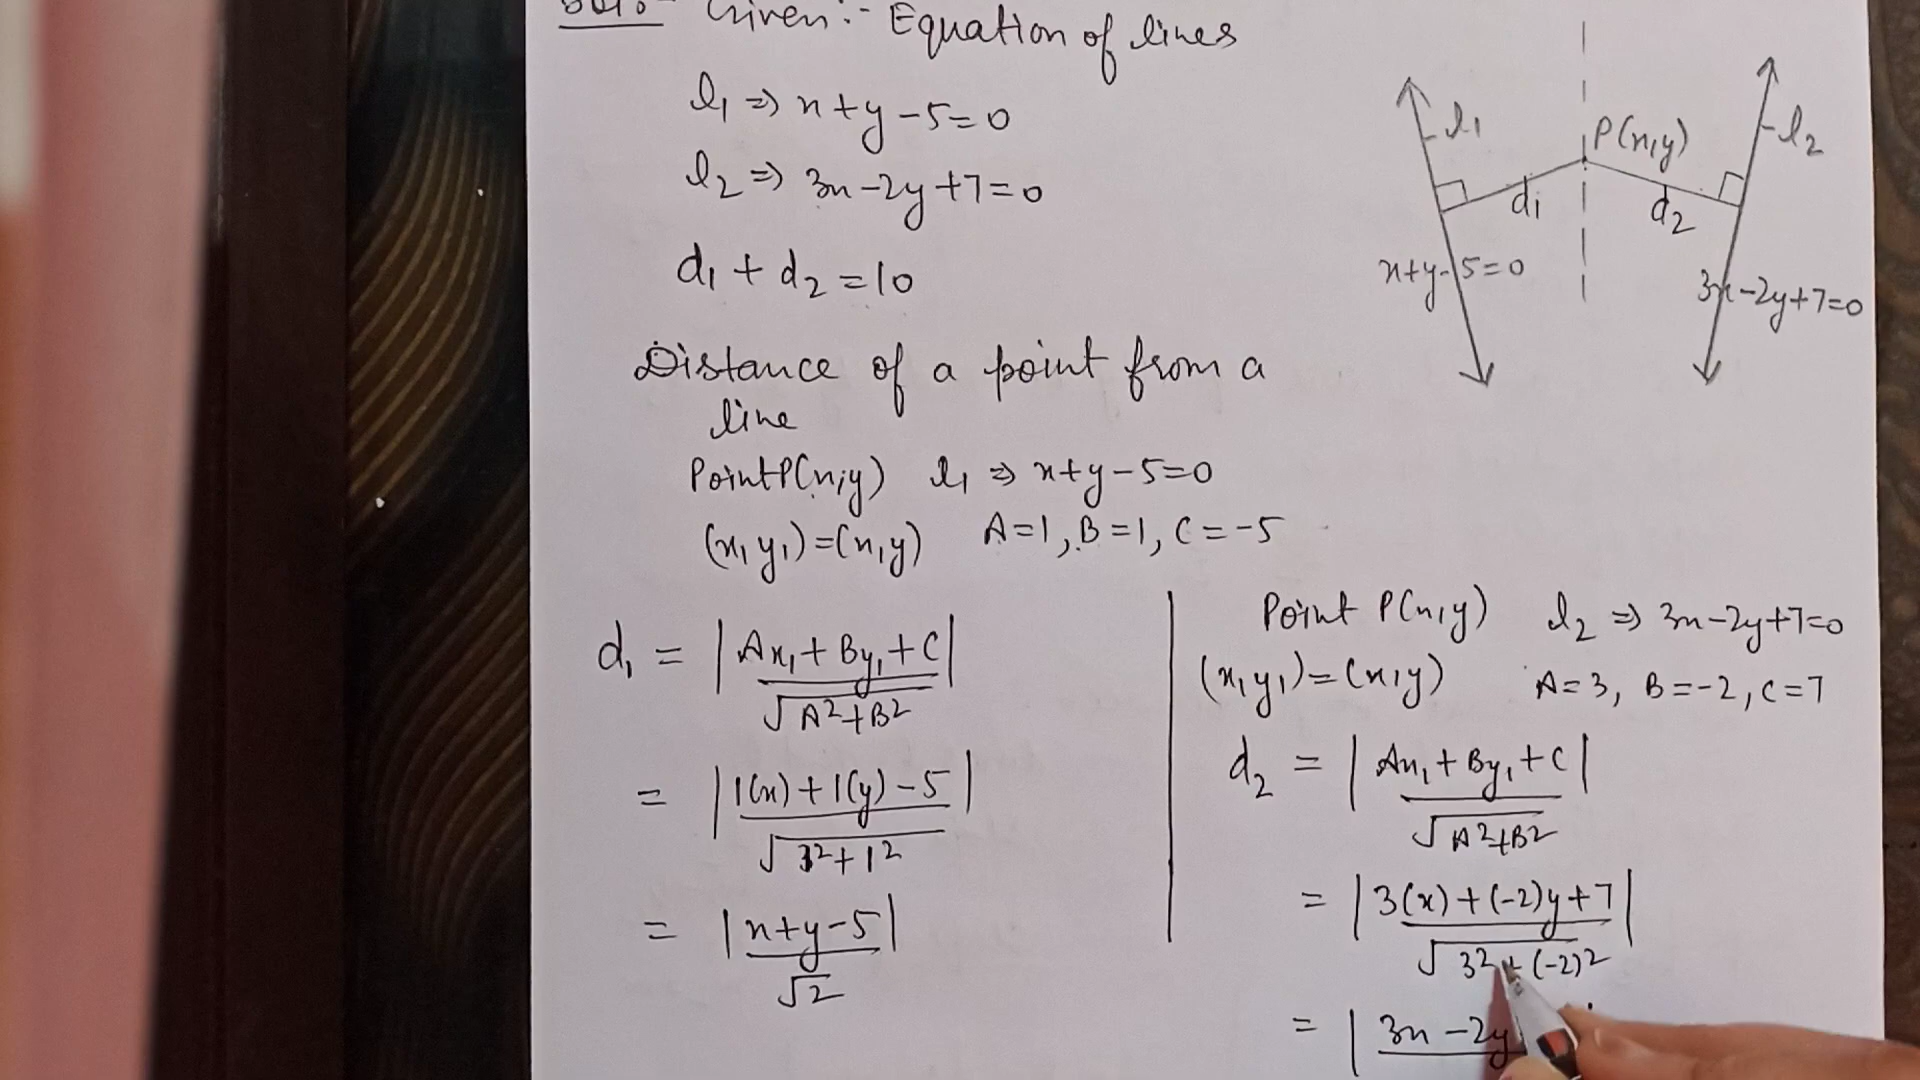 Soln:- Given:- Equation of lines
l₁ ⇒ x+y-5=0
l₂ ⇒ 3x-2y+7=0
d₁ + d₂ = 10
l₁
P(x,y)
l₂
d₁
d₂
x+y-5=0
3x-2y+7=0
Distance of a point from a
line
Point P(x,y) l₁ ⇒ x+y-5=0
(x₁y₁)=(x,y) A=1, B=1, C=-5
d₁ = |Ax₁+By₁+C|
√A²+B²
= |1(x)+1(y)-5|
√1²+1²
= |x+y-5|
√2
Point P(x,y) l₂ ⇒ 3x-2y+7=0
(x₁y₁)=(x,y) A=3, B=-2, C=7
d₂ = |Ax₁+By₁+C|
√A²+B²
= |3(x)+(-2)y+7|
√3²+(-2)²
= |3x-2y